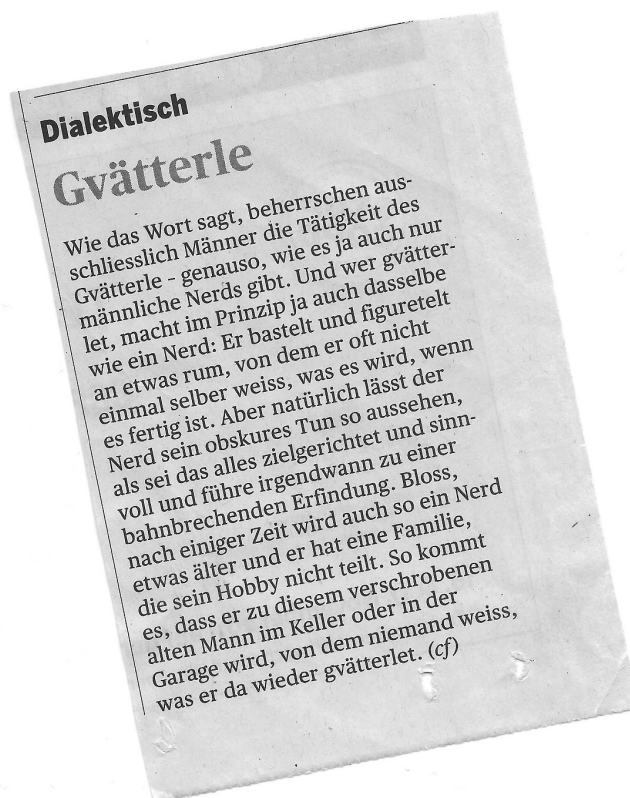 Dialektisch
Gvätterle
Wie das Wort sagt, beherrschen aus-
schliesslich Männer die Tätigkeit des
Gvätterle – genauso, wie es ja auch nur
männliche Nerds gibt. Und wer gvätter-
let, macht im Prinzip ja auch dasselbe
wie ein Nerd: Er bastelt und figuretelt
an etwas rum, von dem er oft nicht
einmal selber weiss, was es wird, wenn
es fertig ist. Aber natürlich lässt der
Nerd sein obskures Tun so aussehen,
als sei das alles zielgerichtet und sinn-
voll und führe irgendwann zu einer
bahnbrechenden Erfindung. Bloss,
nach einiger Zeit wird auch so ein Nerd
etwas älter und er hat eine Familie,
die sein Hobby nicht teilt. So kommt
es, dass er zu diesem verschrobenen
alten Mann im Keller oder in der
Garage wird, von dem niemand weiss,
was er da wieder gvätterlet. (cf)